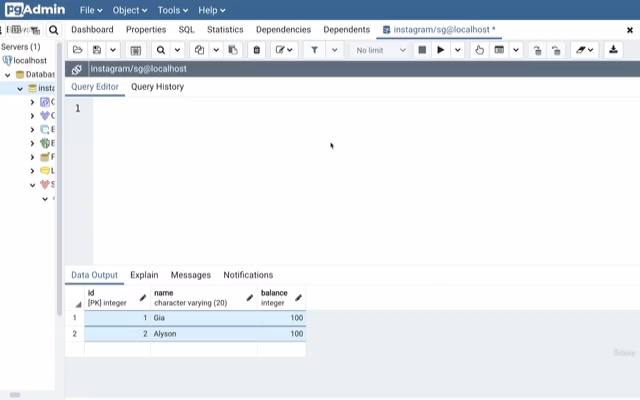 pgAdmin File Object Tools Help
Dashboard Properties SQL Statistics Dependencies Dependents instagram/sg@localhost *
Servers (1)
localhost
Databas
insta
No limit
instagram/sg@localhost
Query Editor Query History
1
Data Output Explain Messages Notifications
id name balance
[PK] integer character varying (20) integer
1 1 Gia 100
2 2 Alyson 100